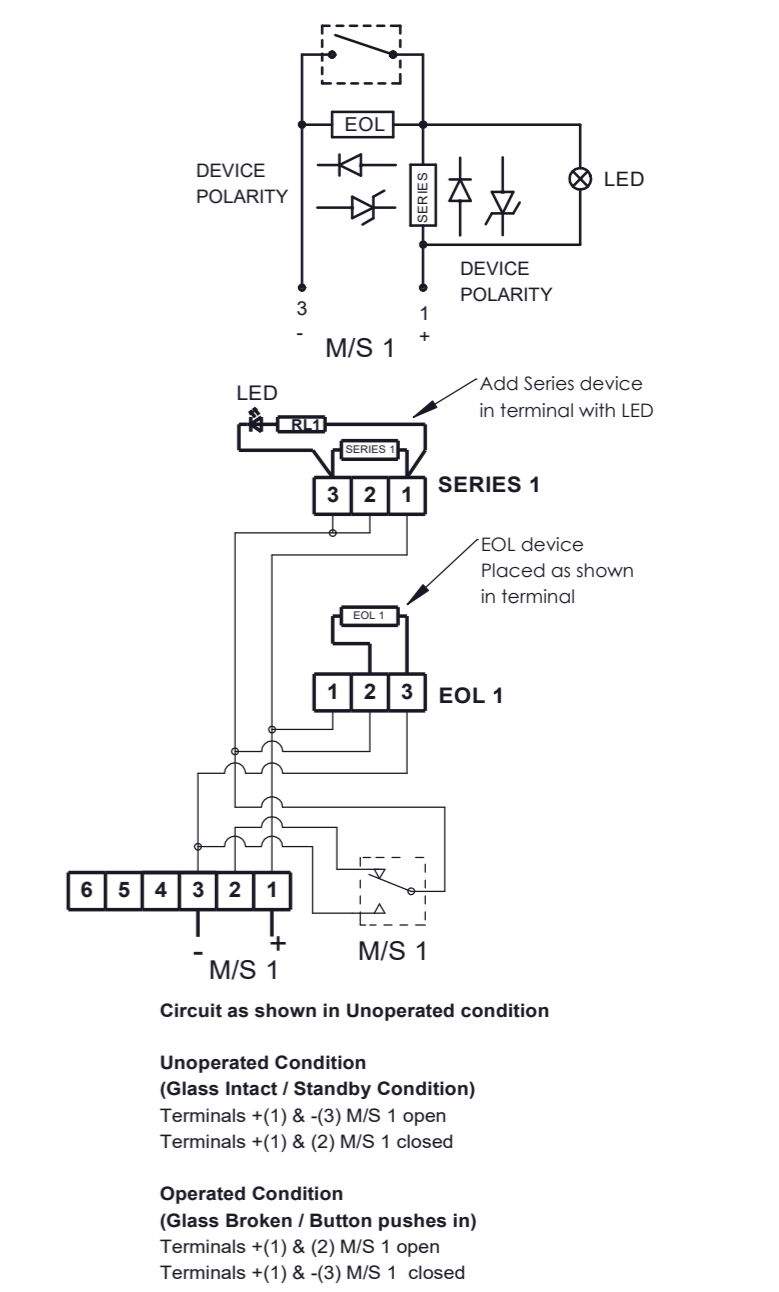 EOL
SERIES
DEVICE
POLARITY
LED
DEVICE
POLARITY
3
1
-
+
M/S 1
LED
Add Series device
in terminal with LED
RL1
SERIES 1
3 2 1
SERIES 1
EOL device
Placed as shown
in terminal
EOL 1
1 2 3
EOL 1
6 5 4 3 2 1
- +
M/S 1
M/S 1
Circuit as shown in Unoperated condition
Unoperated Condition
(Glass Intact / Standby Condition)
Terminals +(1) & -(3) M/S 1 open
Terminals +(1) & (2) M/S 1 closed
Operated Condition
(Glass Broken / Button pushes in)
Terminals +(1) & (2) M/S 1 open
Terminals +(1) & -(3) M/S 1 closed